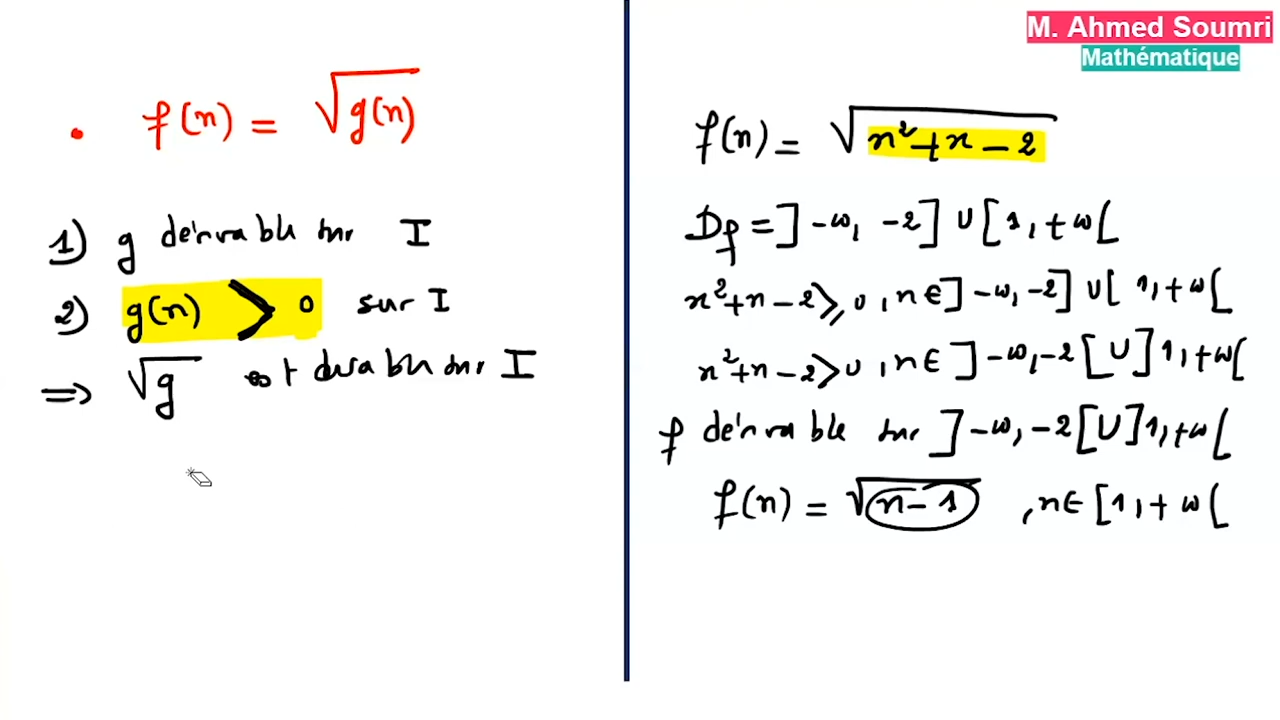 M. Ahmed Soumri
Mathématique
• f(x) = √g(x)
1) g dérivable sur I
2) g(x) > 0 sur I
⇒ √g est dérivable sur I
f(x) = √x²+x-2
Df = ]-∞, -2] ∪ [1, +∞[
x²+x-2 ⩾ 0, x∈ ]-∞, -2] ∪ [1, +∞[
x²+x-2 > 0, x∈ ]-∞, -2[ ∪ ]1, +∞[
f dérivable sur ]-∞, -2[ ∪ ]1, +∞[
f(x) = √x-1 , x∈ [1, +∞[